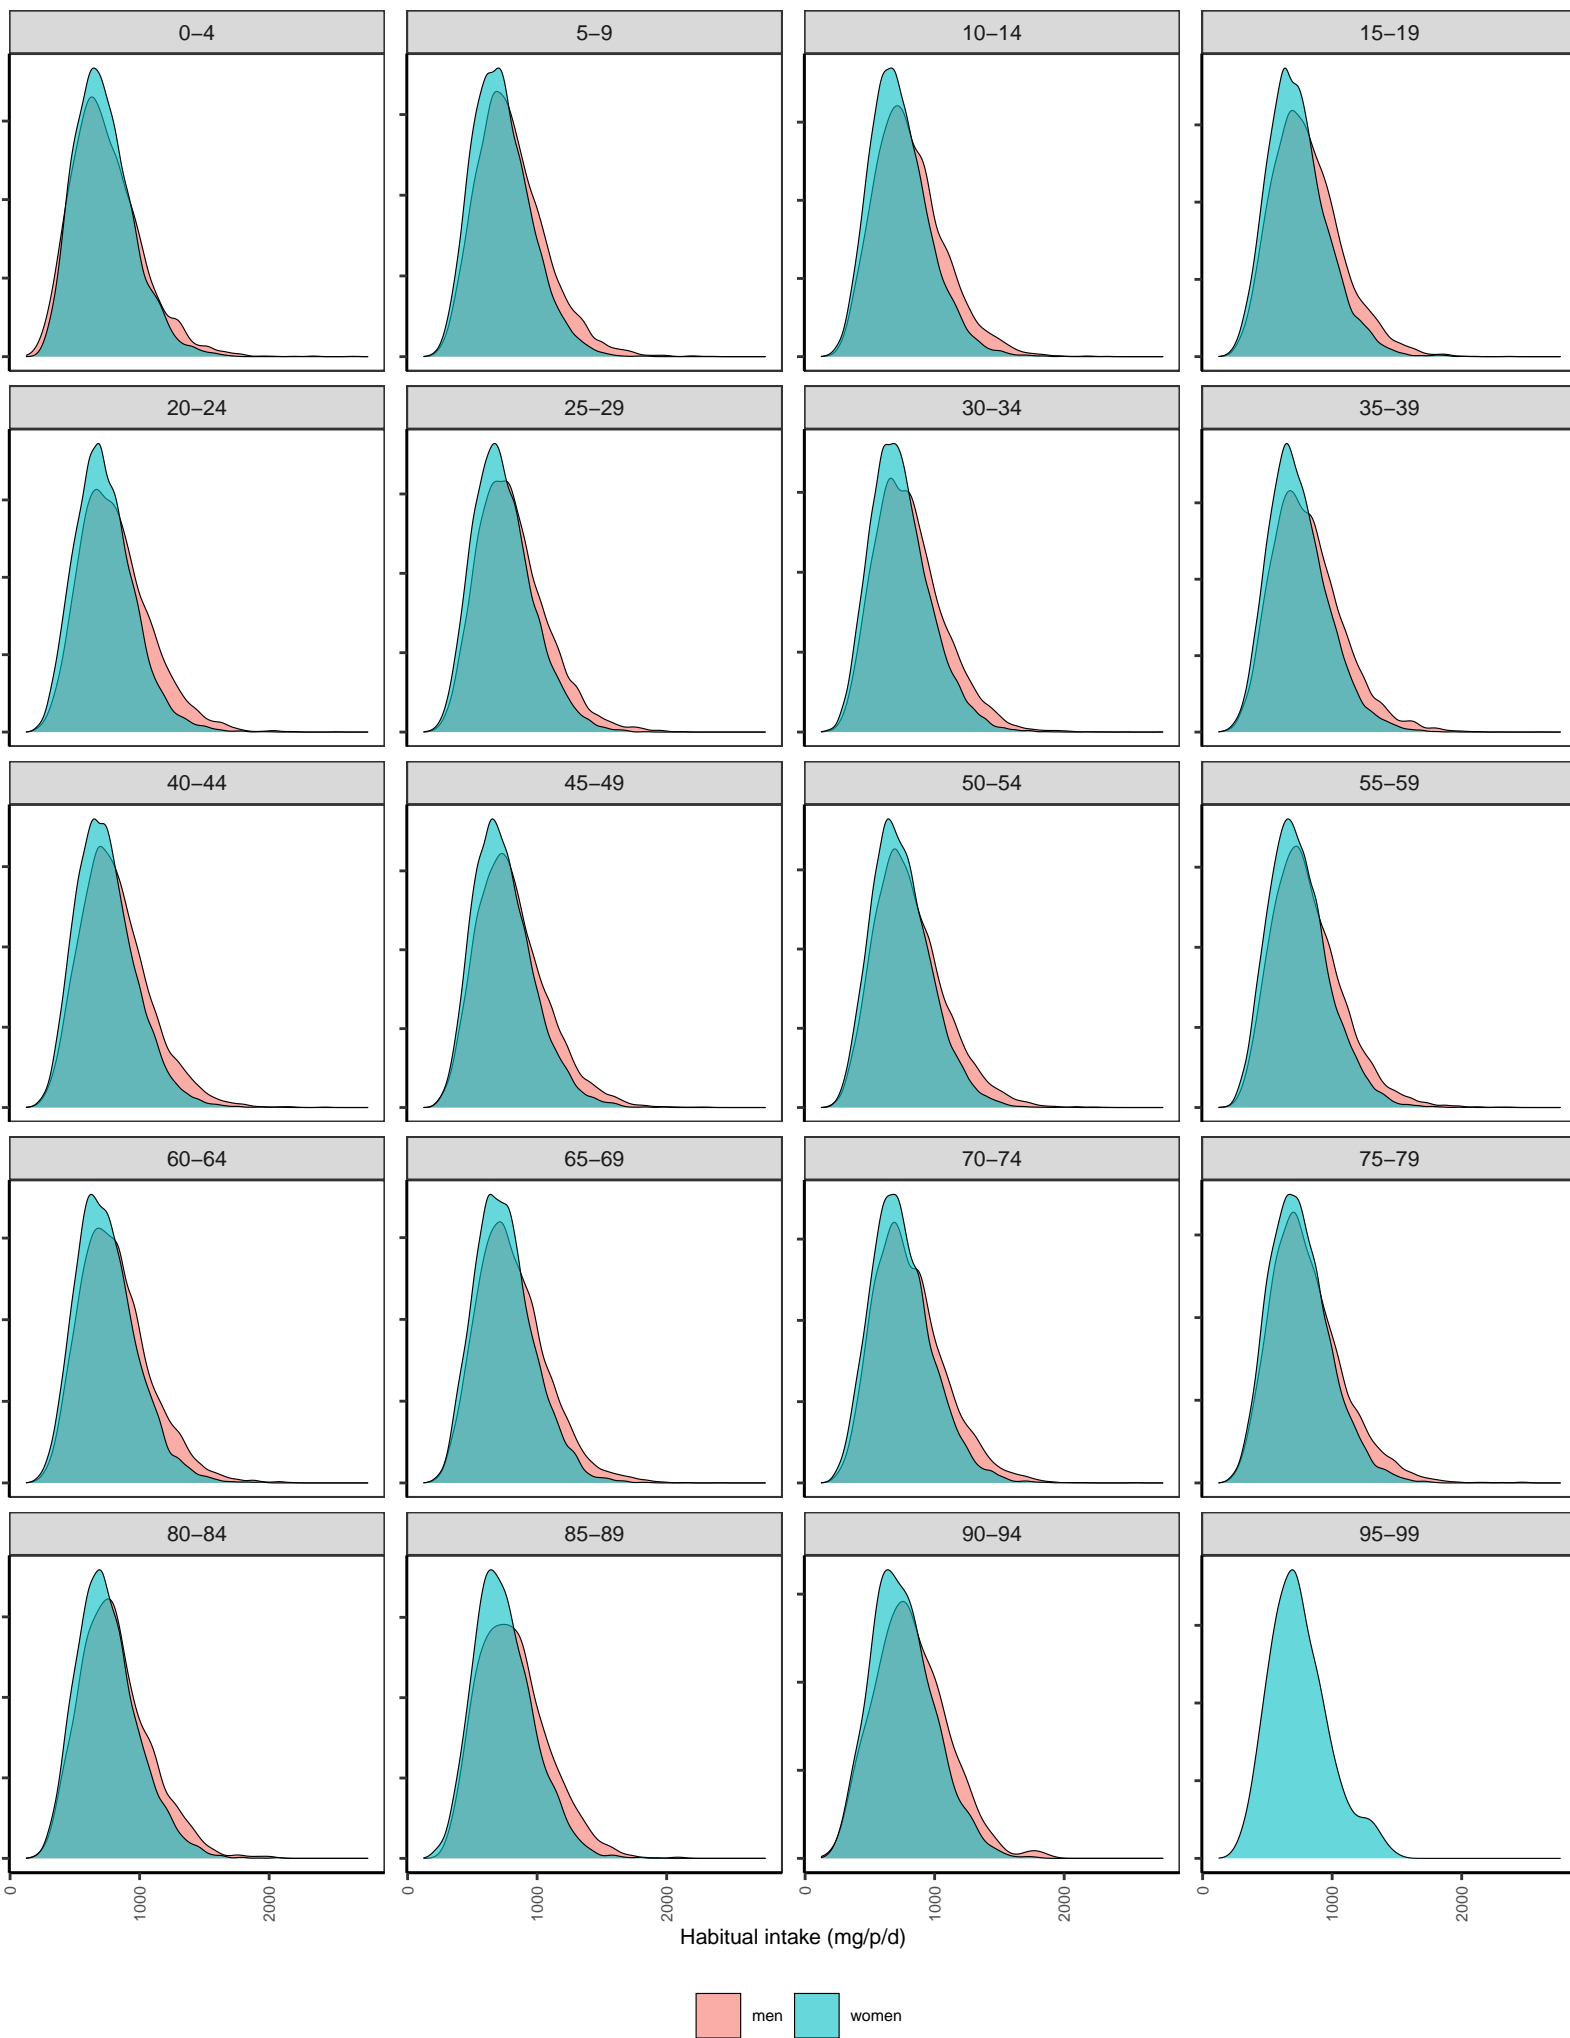 0−4 5−9 10−14 15−19
20−24 25−29 30−34 35−39
40−44 45−49 50−54 55−59
60−64 65−69 70−74 75−79
80−84 85−89 90−94 95−99
0 1000 2000 0 1000 2000 0 1000 2000 0 1000 2000
Habitual intake (mg/p/d)
men women